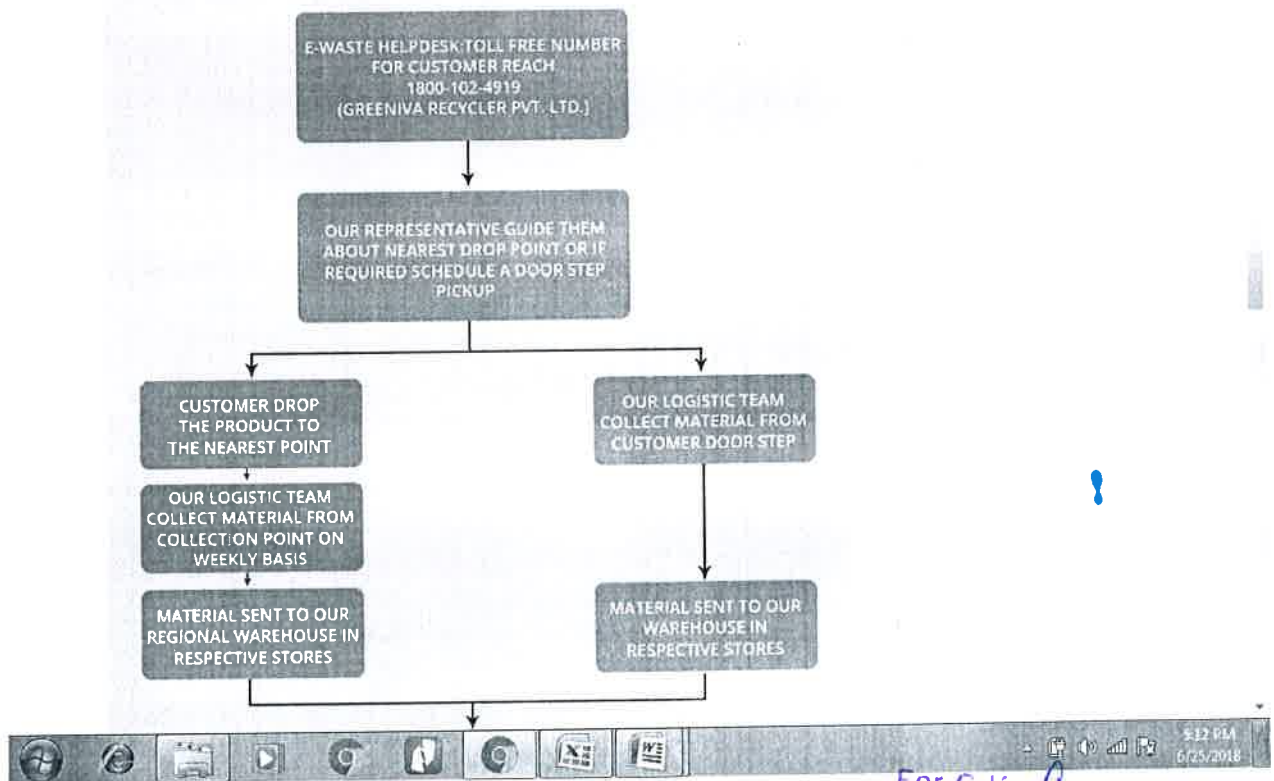 E-WASTE HELPDESK TOLL FREE NUMBER
FOR CUSTOMER REACH
1800-102-4919
(GREENIVA RECYCLER PVT. LTD.)
OUR REPRESENTATIVE GUIDE THEM
ABOUT NEAREST DROP POINT OR IF
REQUIRED SCHEDULE A DOOR STEP
PICKUP
CUSTOMER DROP
THE PRODUCT TO
THE NEAREST POINT
OUR LOGISTIC TEAM
COLLECT MATERIAL FROM
COLLECTION POINT ON
WEEKLY BASIS
MATERIAL SENT TO OUR
REGIONAL WAREHOUSE IN
RESPECTIVE STORES
OUR LOGISTIC TEAM
COLLECT MATERIAL FROM
CUSTOMER DOOR STEP
MATERIAL SENT TO OUR
WAREHOUSE IN
RESPECTIVE STORES
5:12 PM
6/25/2018
For